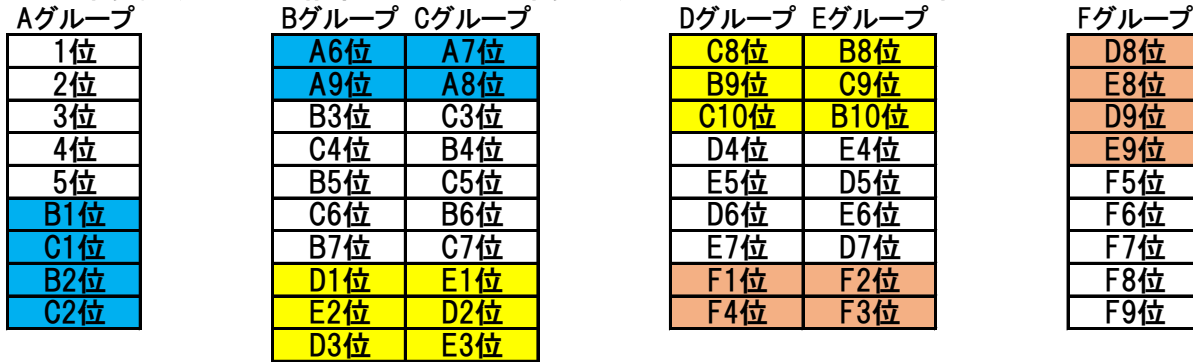 Aグループ Bグループ Cグループ Dグループ Eグループ Fグループ
1位 A6位 A7位 C8位 B8位 D8位
2位 A9位 A8位 B9位 C9位 E8位
3位 B3位 C3位 C10位 B10位 D9位
4位 C4位 B4位 D4位 E4位 E9位
5位 B5位 C5位 E5位 D5位 F5位
B1位 C6位 B6位 D6位 E6位 F6位
C1位 B7位 C7位 E7位 D7位 F7位
B2位 D1位 E1位 F1位 F2位 F8位
C2位 E2位 D2位 F4位 F3位 F9位
D3位 E3位